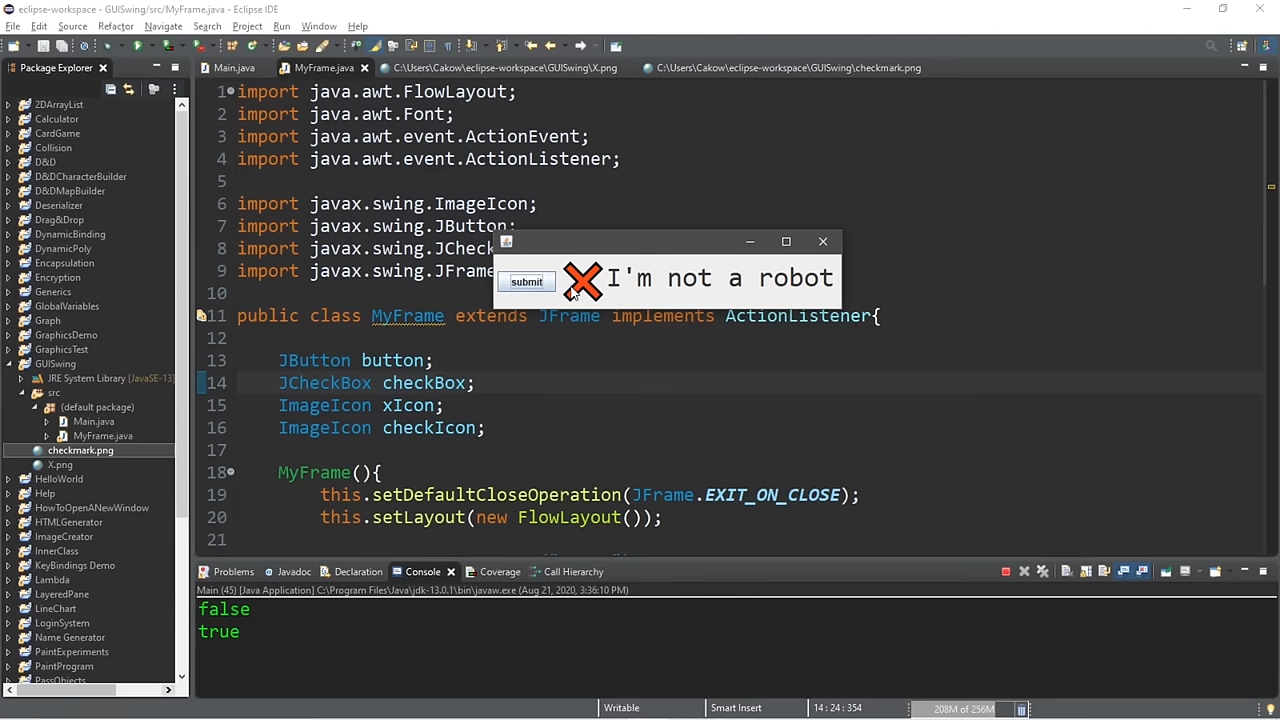 eclipse-workspace - GUISwing/src/MyFrame.java - Eclipse IDE
File Edit Source Refactor Navigate Search Project Run Window Help
Package Explorer
Main.java MyFrame.java C:\Users\Cakow\eclipse-workspace\GUISwing\X.png C:\Users\Cakow\eclipse-workspace\GUISwing\checkmark.png
2DArrayList
Calculator
CardGame
Collision
D&D
D&DCharacterBuilder
D&DMapBuilder
Deserializer
Drag&Drop
DynamicBinding
DynamicPoly
Encapsulation
Encryption
Generics
GlobalVariables
Graph
GraphicsDemo
GraphicsTest
GUISwing
JRE System Library [JavaSE-13]
src
(default package)
Main.java
MyFrame.java
checkmark.png
X.png
HelloWorld
Help
HowToOpenANewWindow
HTMLGenerator
ImageCreator
InnerClass
KeyBindings Demo
Lambda
LayeredPane
LineChart
LoginSystem
Name Generator
PaintExperiments
PaintProgram
PassObjects
1 import java.awt.FlowLayout;
2 import java.awt.Font;
3 import java.awt.event.ActionEvent;
4 import java.awt.event.ActionListener;
5
6 import javax.swing.ImageIcon;
7 import javax.swing.JButton;
8 import javax.swing.JCheck
9 import javax.swing.JFrame
10
11 public class MyFrame extends JFrame implements ActionListener{
12
13 JButton button;
14 JCheckBox checkBox;
15 ImageIcon xIcon;
16 ImageIcon checkIcon;
17
18 MyFrame(){
19 this.setDefaultCloseOperation(JFrame.EXIT_ON_CLOSE);
20 this.setLayout(new FlowLayout());
21
submit I'm not a robot
Problems Javadoc Declaration Console Coverage Call Hierarchy
Main (45) [Java Application] C:\Program Files\Java\jdk-13.0.1\bin\javaw.exe (Aug 21, 2020, 3:36:10 PM)
false
true
Writable Smart Insert 14 : 24 : 354 208M of 256M